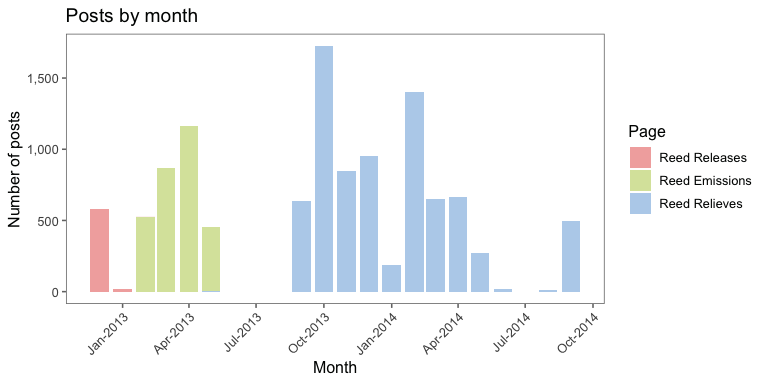 Posts by month
Number of posts
1,500
1,000
500
0
Jan-2013
Apr-2013
Jul-2013
Oct-2013
Jan-2014
Apr-2014
Jul-2014
Oct-2014
Month
Page
Reed Releases
Reed Emissions
Reed Relieves